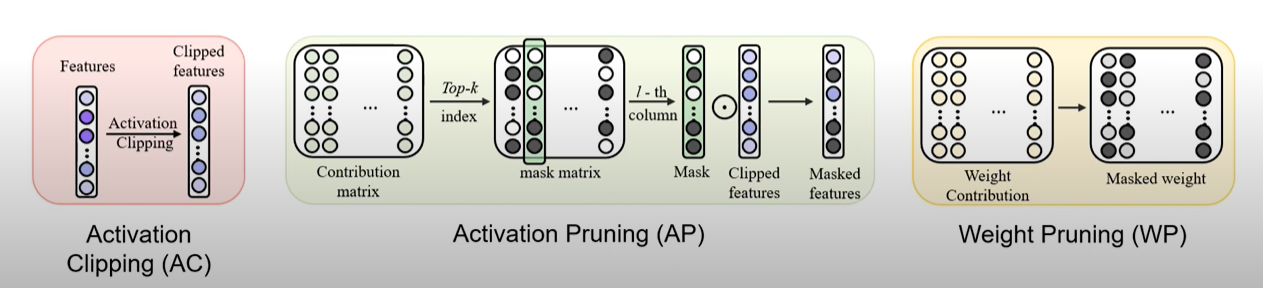 Features
Clipped
features
Activation
Clipping
Activation
Clipping (AC)
Top-k
index
l - th
column
...
...
Contribution
matrix
mask matrix
Mask
Clipped
features
Masked
features
Activation Pruning (AP)
...
...
Weight
Contribution
Masked weight
Weight Pruning (WP)